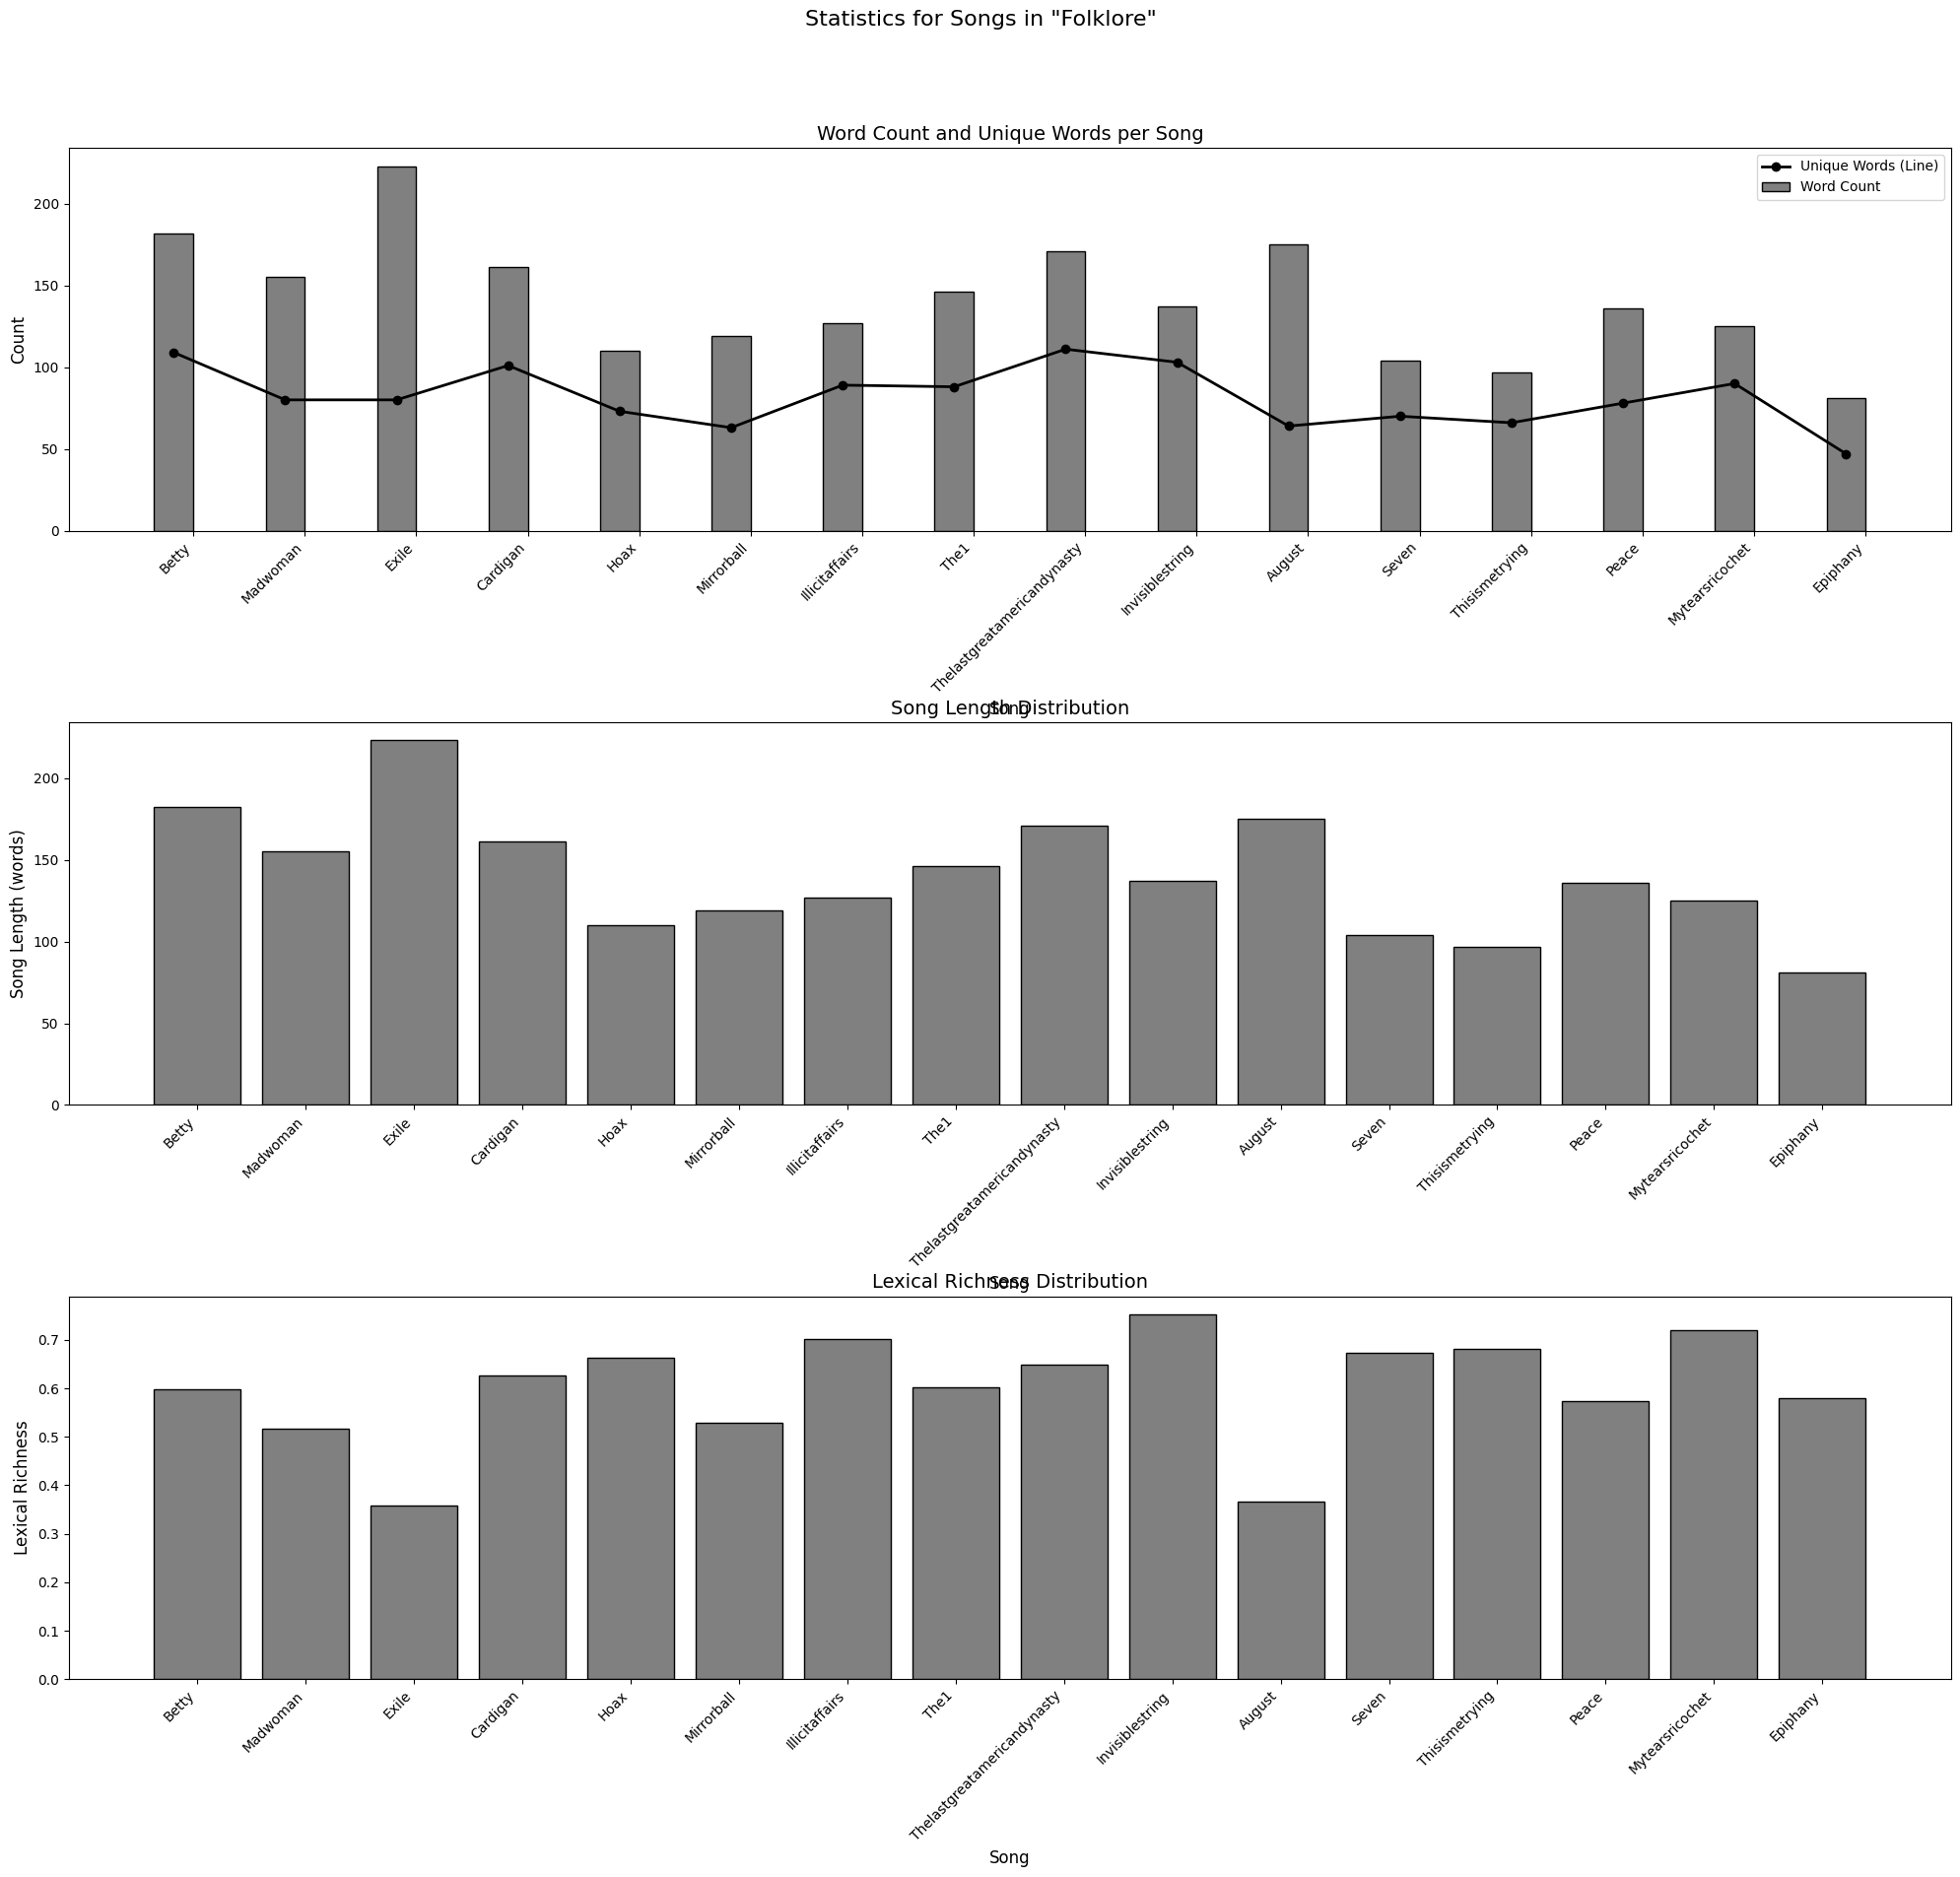 Statistics for Songs in "Folklore"
Word Count and Unique Words per Song
Unique Words (Line)
Word Count
Count
200
150
100
50
0
Betty
Madwoman
Exile
Cardigan
Hoax
Mirrorball
Illicitaffairs
The1
Thelastgreatamericandynasty
Invisiblestring
August
Seven
Thisismetrying
Peace
Mytearsricochet
Epiphany
Song
Song Length Distribution
Song Length (words)
200
150
100
50
0
Betty
Madwoman
Exile
Cardigan
Hoax
Mirrorball
Illicitaffairs
The1
Thelastgreatamericandynasty
Invisiblestring
August
Seven
Thisismetrying
Peace
Mytearsricochet
Epiphany
Song
Lexical Richness Distribution
Lexical Richness
0.7
0.6
0.5
0.4
0.3
0.2
0.1
0.0
Betty
Madwoman
Exile
Cardigan
Hoax
Mirrorball
Illicitaffairs
The1
Thelastgreatamericandynasty
Invisiblestring
August
Seven
Thisismetrying
Peace
Mytearsricochet
Epiphany
Song